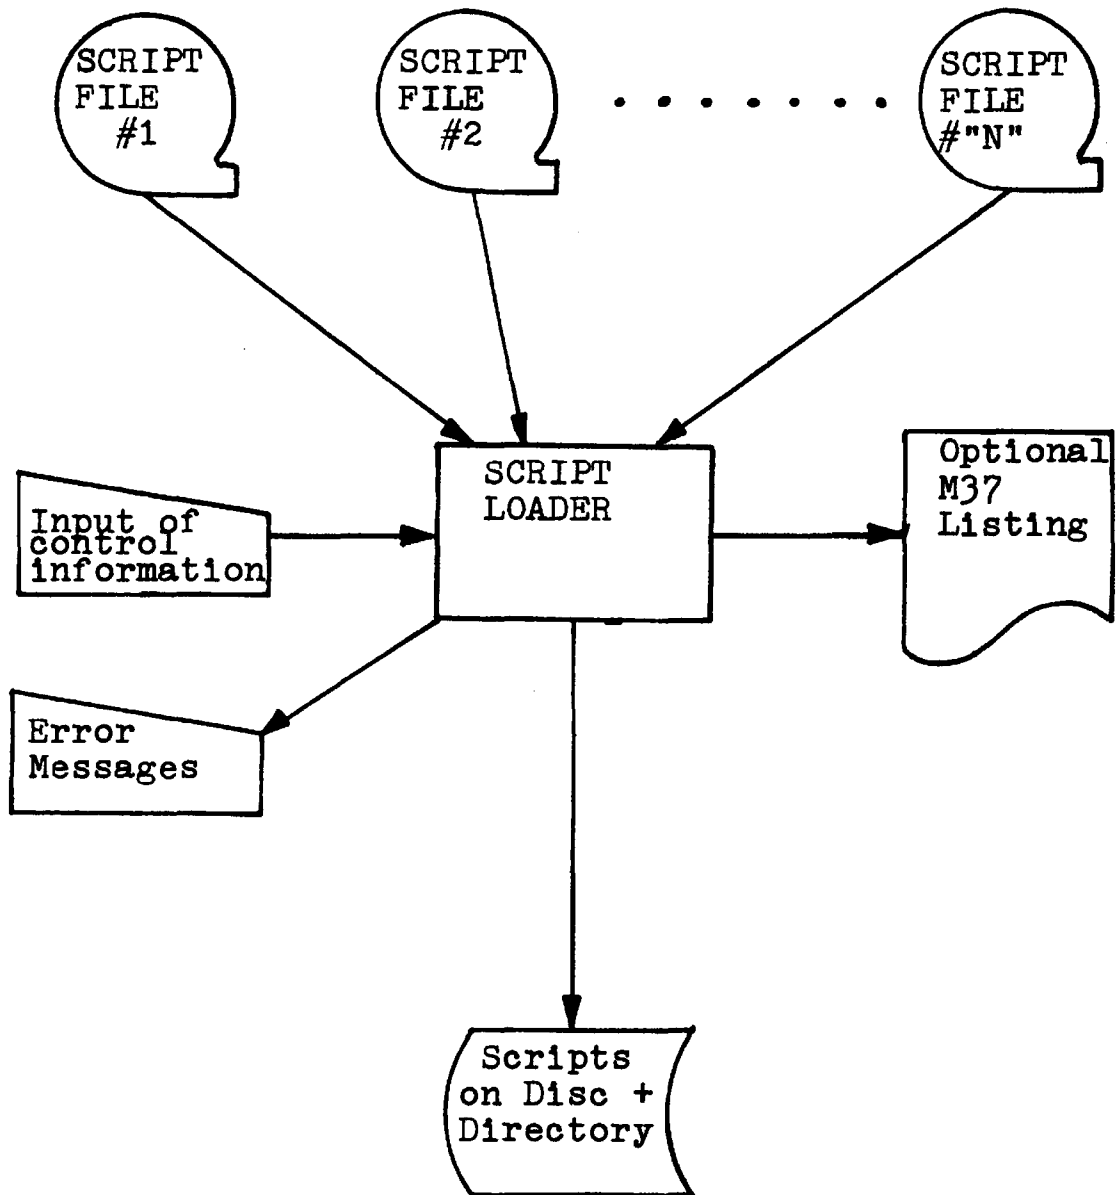 SCRIPT
FILE
#1
SCRIPT
FILE
#2
SCRIPT
FILE
#"N"
SCRIPT
LOADER
Optional
M37
Listing
Input of
control
information
Error
Messages
Scripts
on Disc +
Directory